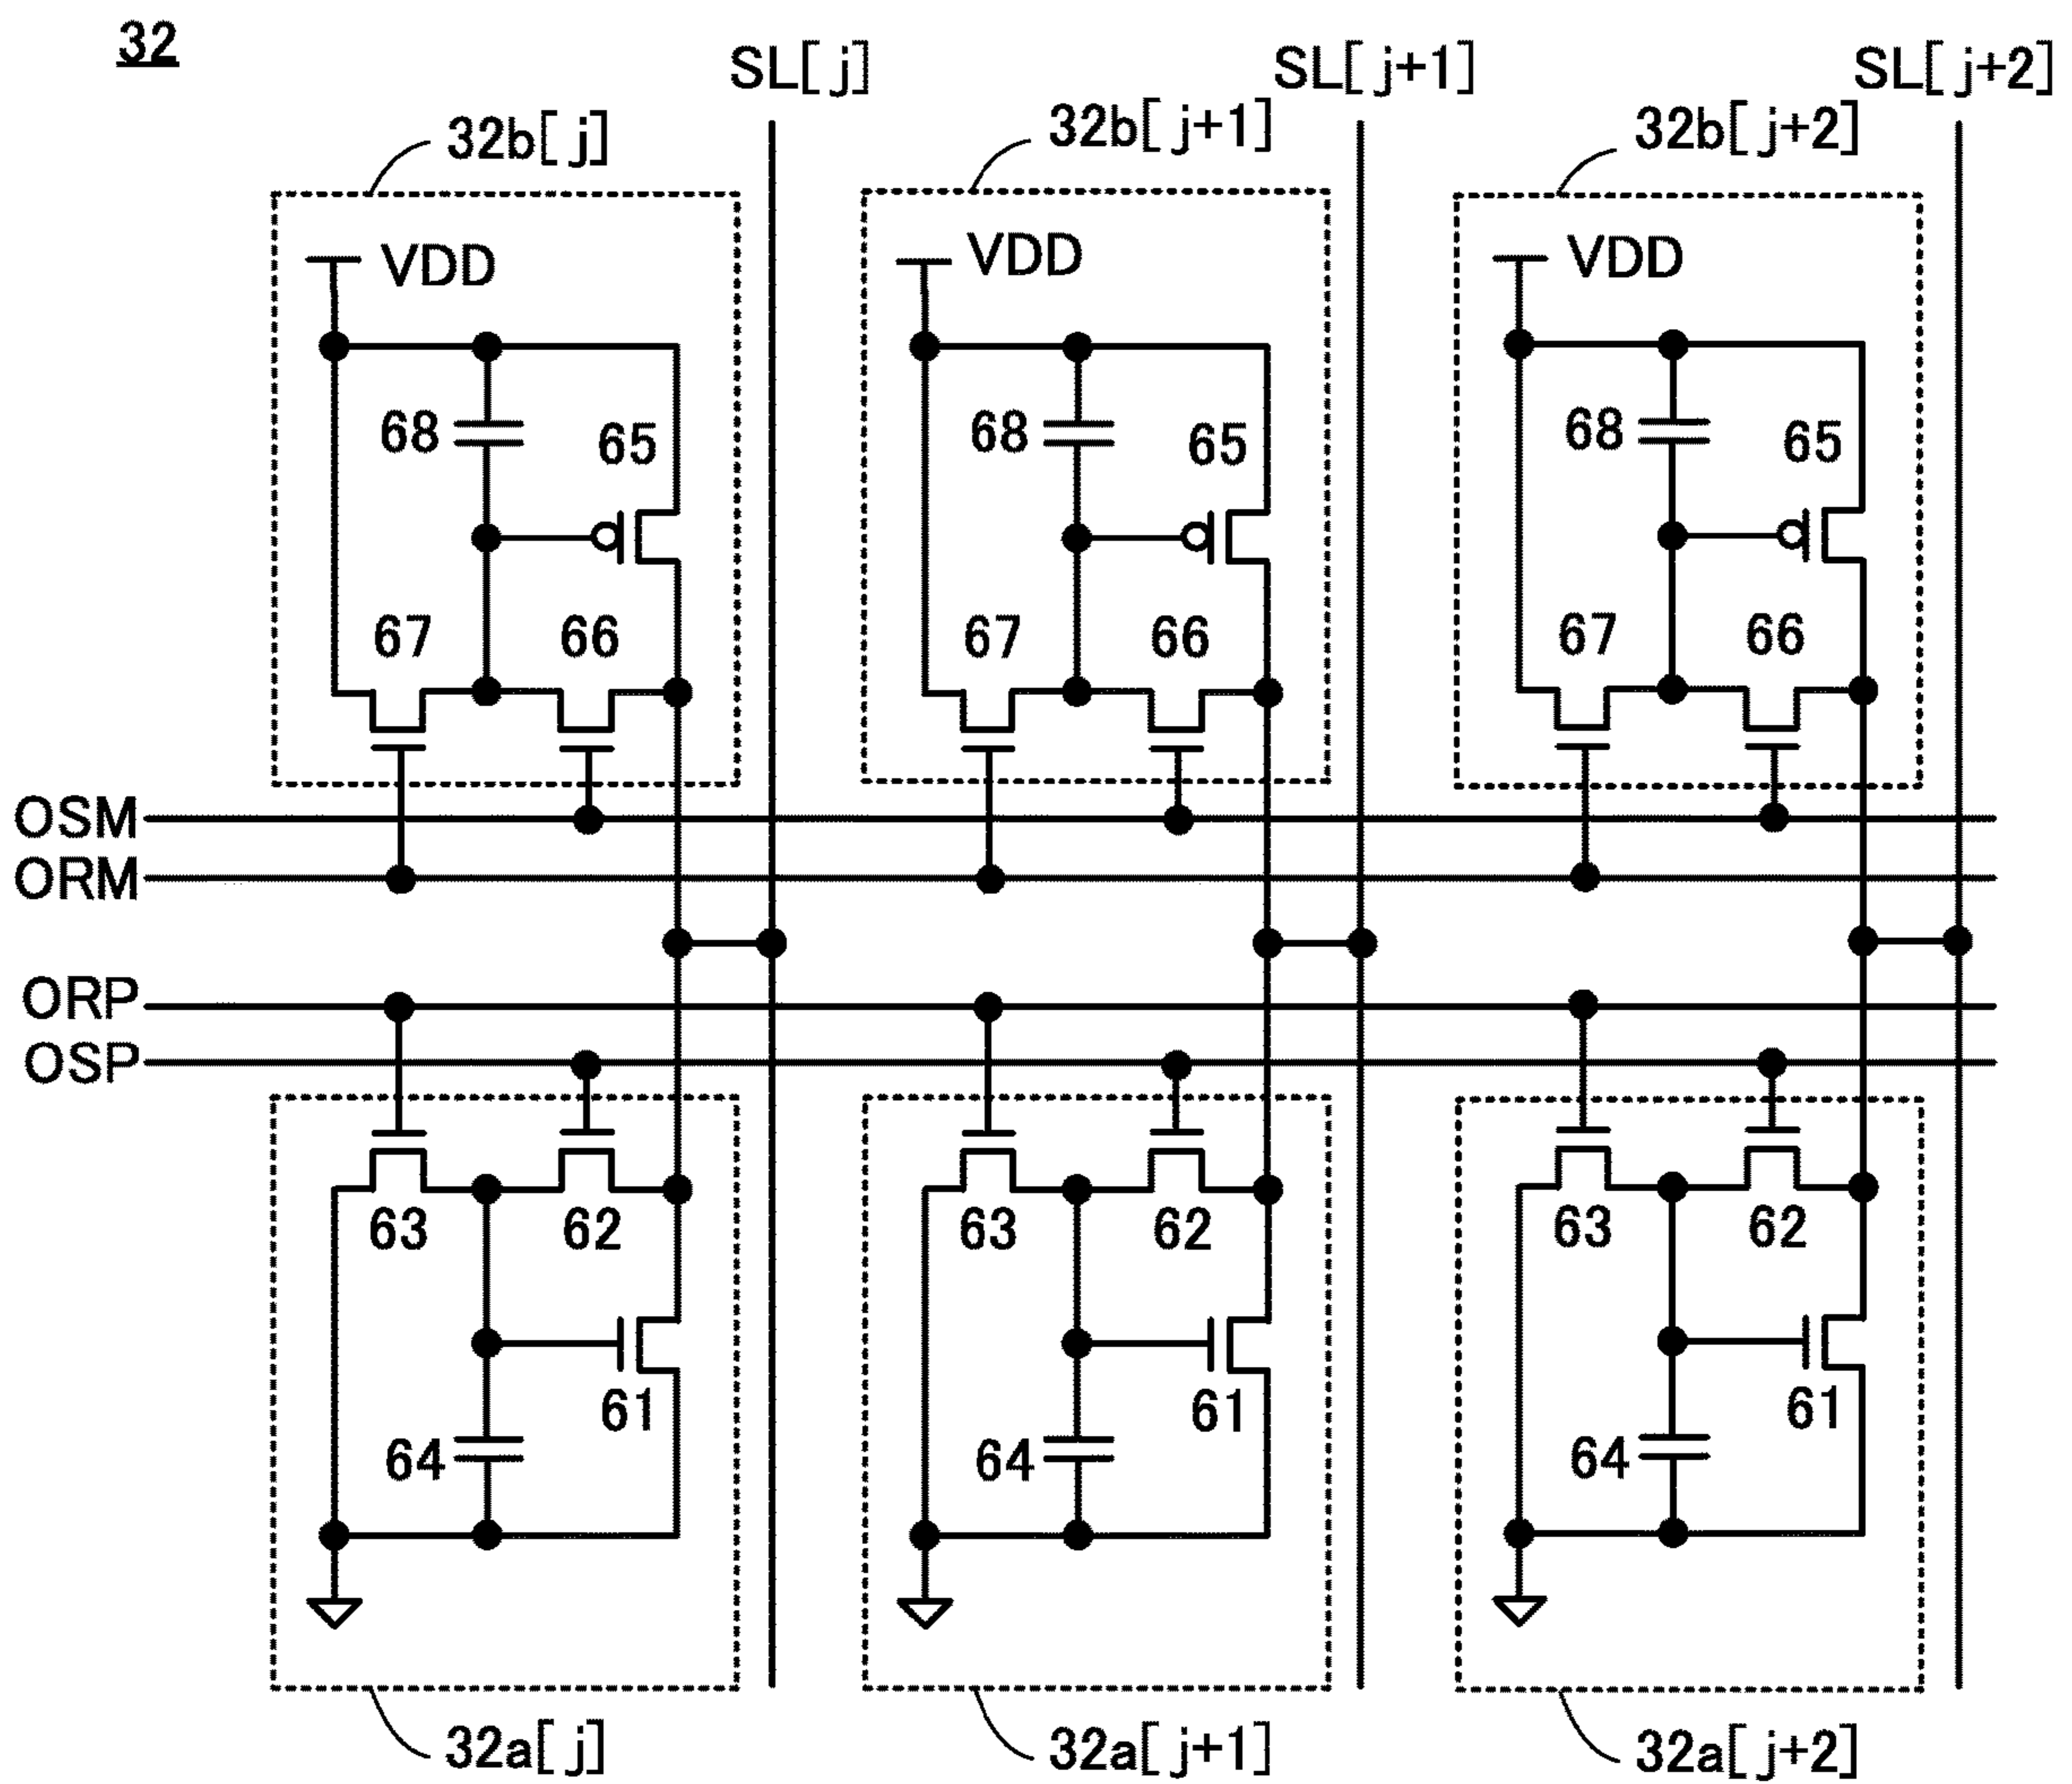 32
SL[j] SL[j+1] SL[j+2]
32b[j] 32b[j+1] 32b[j+2]
VDD VDD VDD
68 65 68 65 68 65
67 66 67 66 67 66
OSM
ORM
ORP
OSP
63 62 63 62 63 62
61 61 61
64 64 64
32a[j] 32a[j+1] 32a[j+2]